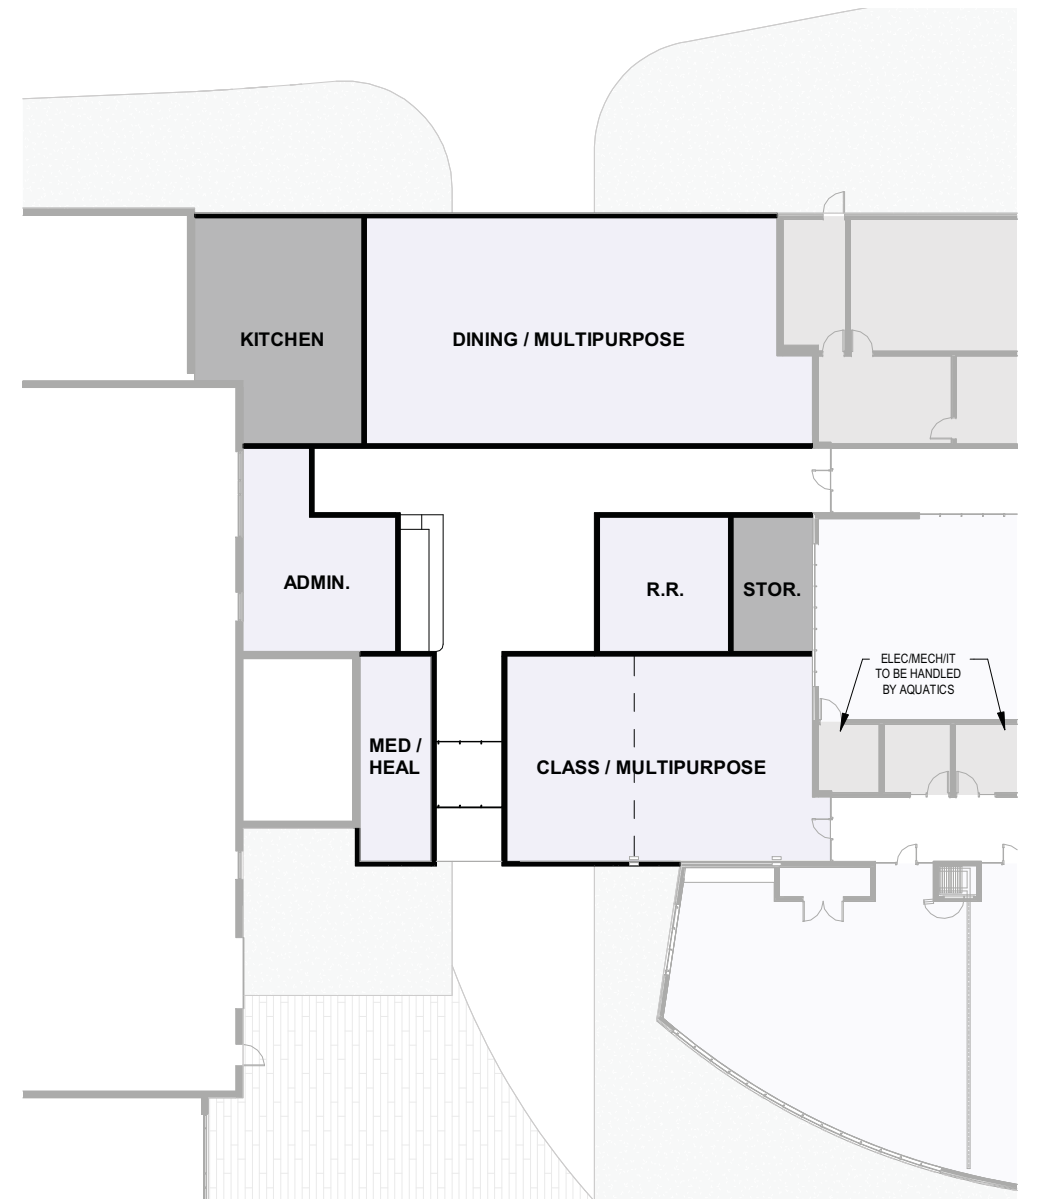 KITCHEN
DINING / MULTIPURPOSE
ADMIN.
R.R.
STOR.
ELEC/MECH/IT
TO BE HANDLED
BY AQUATICS
MED /
HEAL
CLASS / MULTIPURPOSE